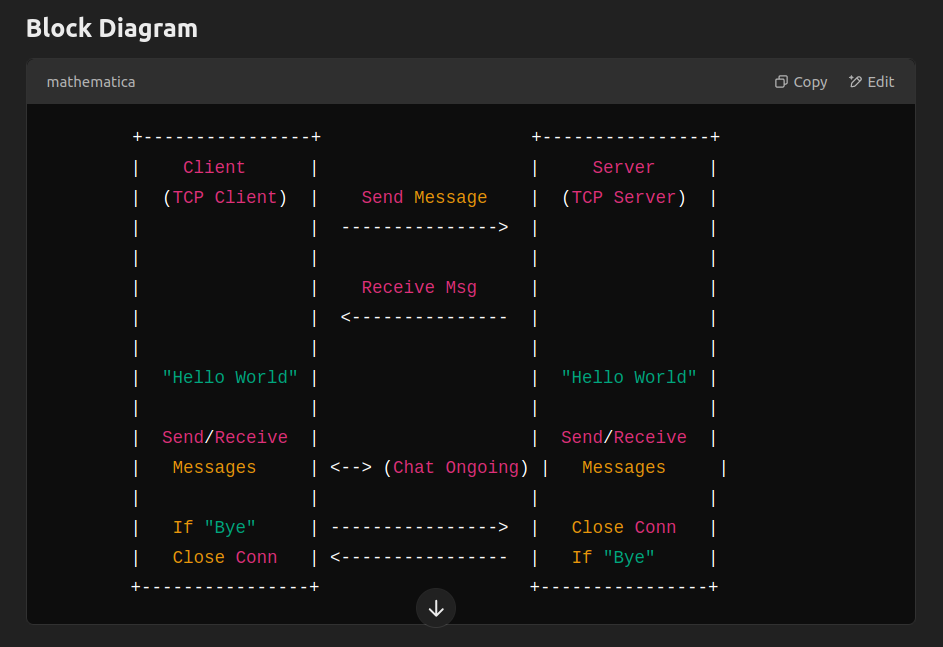 Block Diagram
mathematica Copy Edit
+----------------+                    +----------------+
|    Client      |                    |     Server     |
|  (TCP Client)  |    Send Message    |  (TCP Server)  |
|                |  --------------->  |                |
|                |                    |                |
|                |    Receive Msg     |                |
|                |  <---------------  |                |
|                |                    |                |
|  "Hello World" |                    |  "Hello World" |
|                |                    |                |
|  Send/Receive  |                    |  Send/Receive  |
|   Messages     | <--> (Chat Ongoing) |   Messages     |
|                |                    |                |
|   If "Bye"     | ---------------->  |   Close Conn   |
|   Close Conn   | <----------------  |   If "Bye"     |
+----------------+                    +----------------+